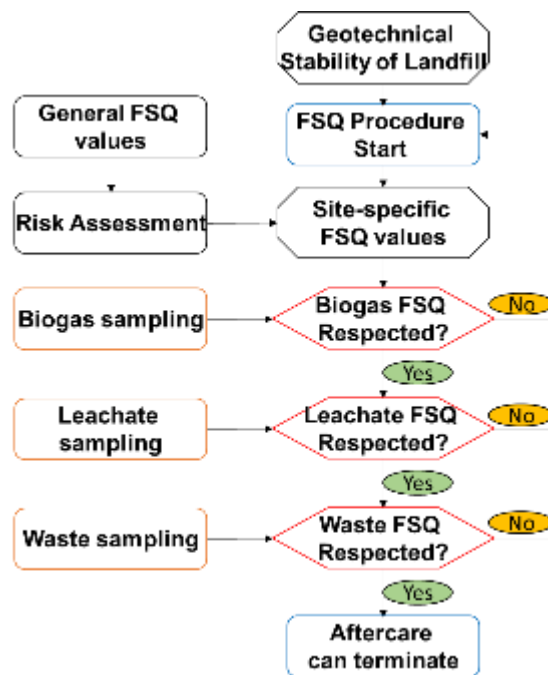 Geotechnical
Stability of Landfill
General FSQ
values
FSQ Procedure
Start
Risk Assessment
Site-specific
FSQ values
Biogas sampling
Biogas FSQ
Respected?
No
Yes
Leachate
sampling
Leachate FSQ
Respected?
No
Yes
Waste sampling
Waste FSQ
Respected?
No
Yes
Aftercare
can terminate